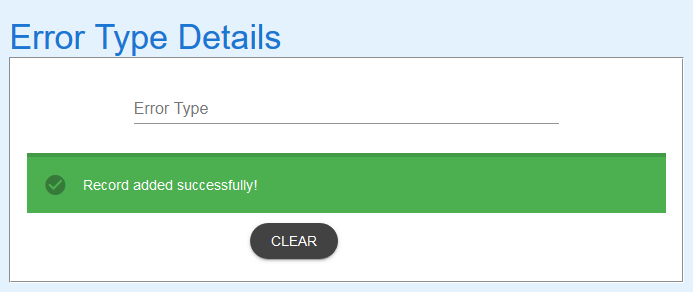 Error Type Details
Error Type
Record added successfully!
CLEAR